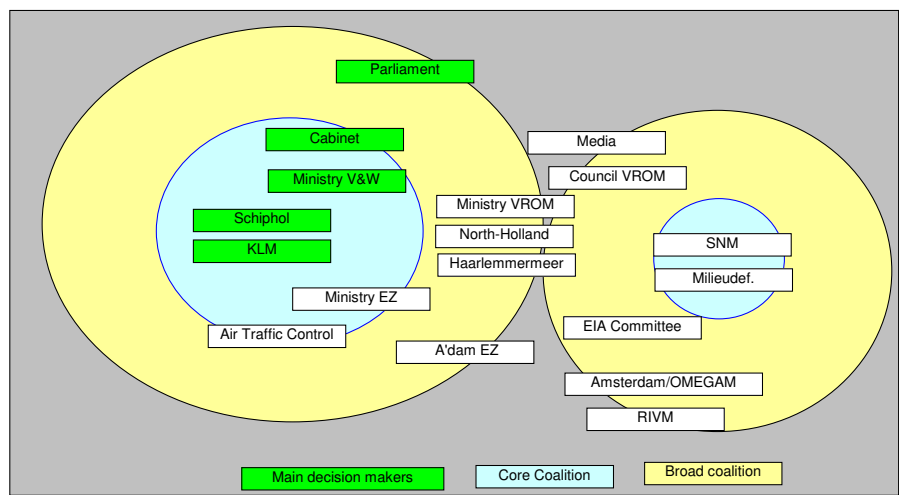 Parliament
Cabinet
Media
Ministry V&W
Council VROM
Ministry VROM
Schiphol
North-Holland
SNM
KLM
Haarlemmermeer
Milieudef.
Ministry EZ
EIA Committee
Air Traffic Control
A'dam EZ
Amsterdam/OMEGAM
RIVM
Main decision makers
Core Coalition
Broad coalition